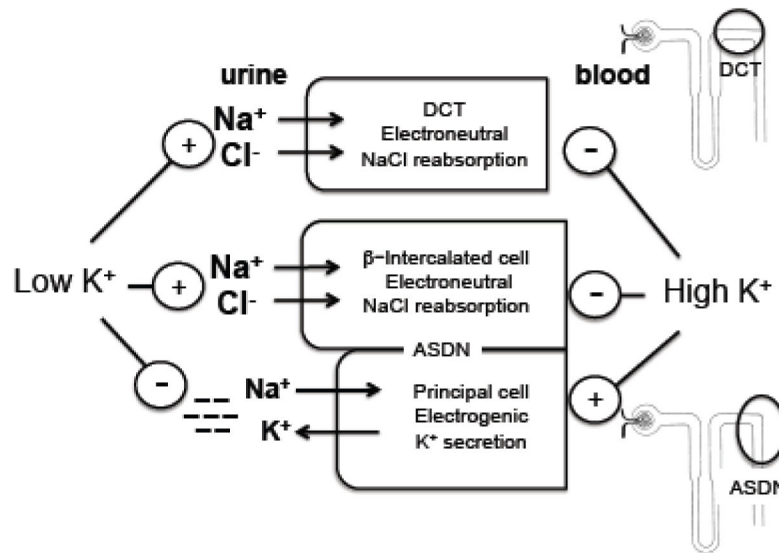 urine
blood
DCT
Na⁺
Cl⁻
DCT
Electroneutral
NaCl reabsorption
+
-
Low K⁺
High K⁺
Na⁺
Cl⁻
β-Intercalated cell
Electroneutral
NaCl reabsorption
+
-
ASDN
Na⁺
K⁺
Principal cell
Electrogenic
K⁺ secretion
-
+
ASDN